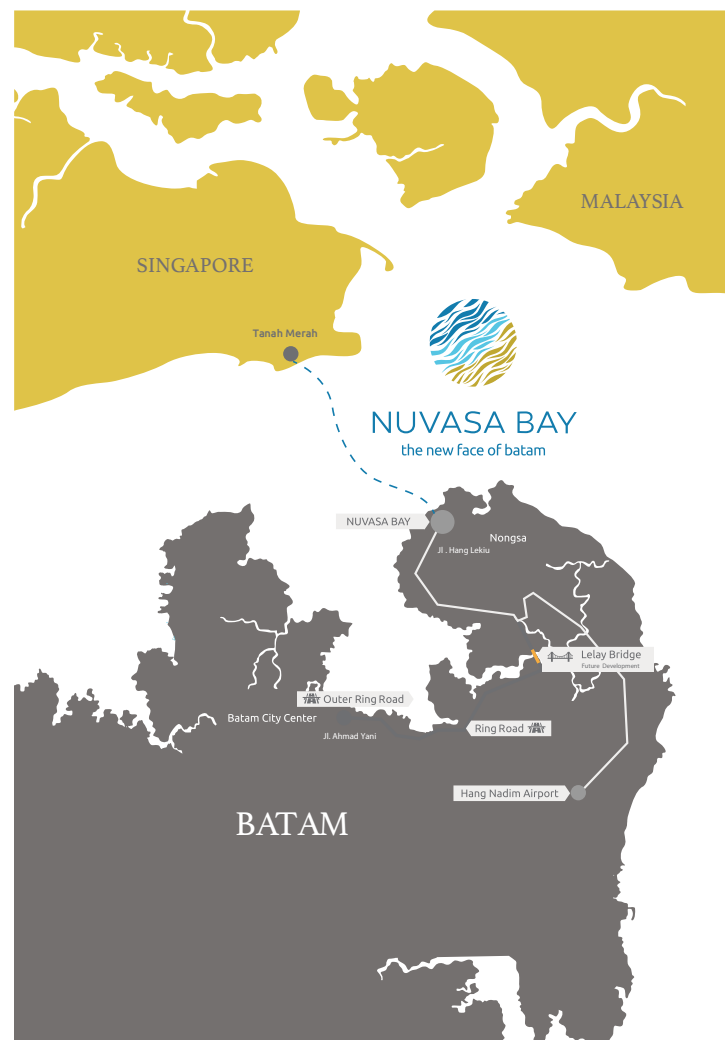 MALAYSIA
SINGAPORE
Tanah Merah
NUVASA BAY
the new face of batam
NUVASA BAY
Nongsa
Jl . Hang Lekiu
Lelay Bridge
Future Development
Outer Ring Road
Batam City Center
Ring Road
Jl. Ahmad Yani
Hang Nadim Airport
BATAM